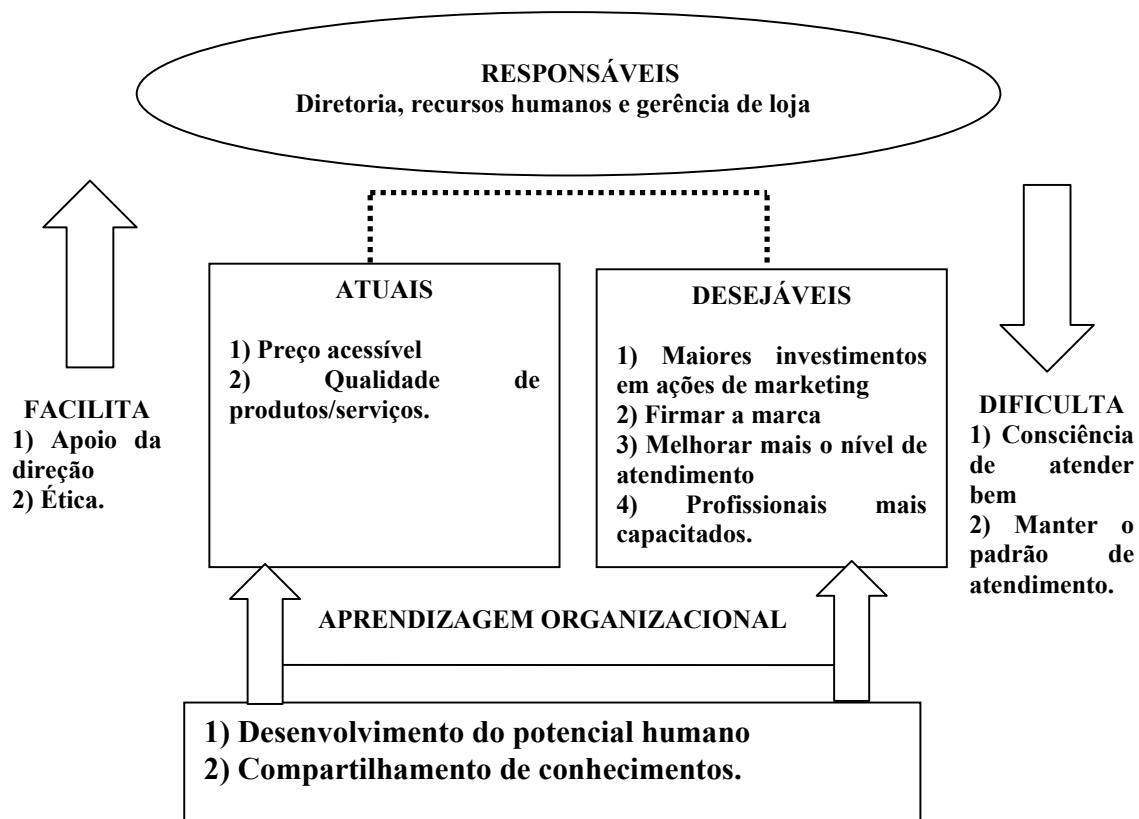 RESPONSÁVEIS
Diretoria, recursos humanos e gerência de loja
FACILITA
1) Apoio da
direção
2) Ética.
ATUAIS
1) Preço acessível
2) Qualidade de
produtos/serviços.
DESEJÁVEIS
1) Maiores investimentos
em ações de marketing
2) Firmar a marca
3) Melhorar mais o nível de
atendimento
4) Profissionais mais
capacitados.
DIFICULTA
1) Consciência
de atender
bem
2) Manter o
padrão de
atendimento.
APRENDIZAGEM ORGANIZACIONAL
1) Desenvolvimento do potencial humano
2) Compartilhamento de conhecimentos.